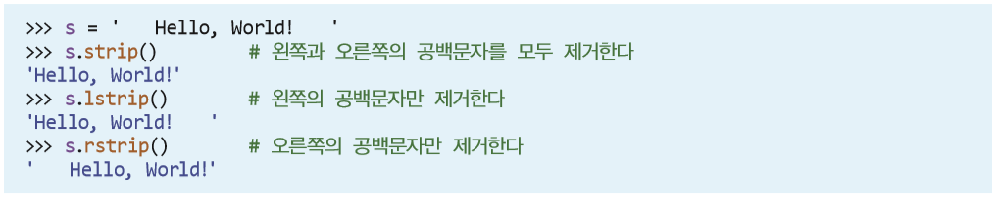 >>> s = '   Hello, World!   '
>>> s.strip()        # 왼쪽과 오른쪽의 공백문자를 모두 제거한다
'Hello, World!'
>>> s.lstrip()       # 왼쪽의 공백문자만 제거한다
'Hello, World!   '
>>> s.rstrip()       # 오른쪽의 공백문자만 제거한다
'   Hello, World!'